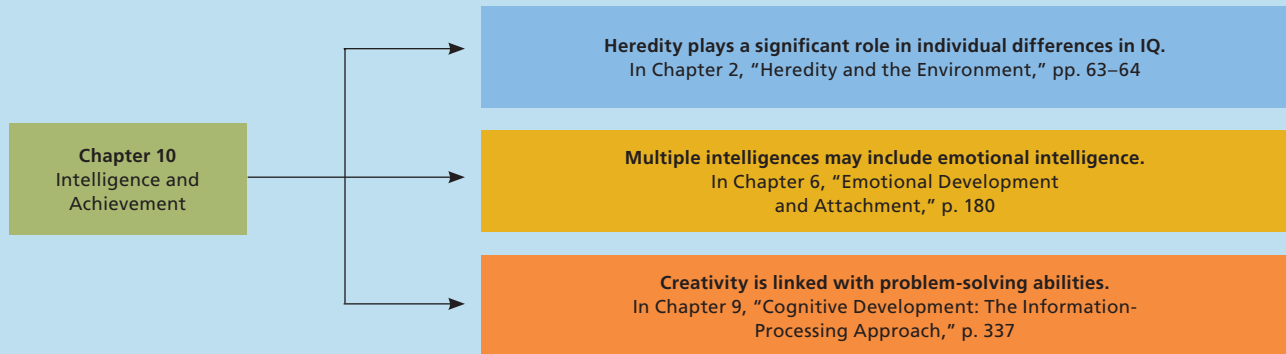 Chapter 10
Intelligence and
Achievement
Heredity plays a significant role in individual differences in IQ.
In Chapter 2, “Heredity and the Environment,” pp. 63–64
Multiple intelligences may include emotional intelligence.
In Chapter 6, “Emotional Development
and Attachment,” p. 180
Creativity is linked with problem-solving abilities.
In Chapter 9, “Cognitive Development: The Information-
Processing Approach,” p. 337